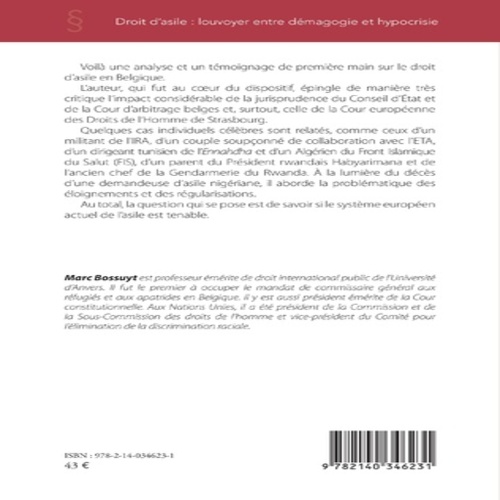 § Droit d'asile : louvoyer entre démagogie et hypocrisie
Voilà une analyse et un témoignage de première main sur le droit
d'asile en Belgique.
L'auteur, qui fut au cœur du dispositif, épingle de manière très
critique l'impact considérable de la jurisprudence du Conseil d'État et
de la Cour d'arbitrage belges et, surtout, celle de la Cour européenne
des Droits de l'Homme de Strasbourg.
Quelques cas individuels célèbres sont relatés, comme ceux d'un
militant de l'IRA, d'un couple soupçonné de collaboration avec l'ETA,
d'un dirigeant tunisien de l'Ennahdha et d'un Algérien du Front Islamique
du Salut (FIS), d'un parent du Président rwandais Habyarimana et de
l'ancien chef de la Gendarmerie du Rwanda. À la lumière du décès
d'une demandeuse d'asile nigériane, il aborde la problématique des
éloignements et des régularisations.
Au total, la question qui se pose est de savoir si le système européen
actuel de l'asile est tenable.
Marc Bossuyt est professeur émérite de droit international public de l'Université
d'Anvers. Il fut le premier à occuper le mandat de commissaire général aux
réfugiés et aux apatrides en Belgique. Il y est aussi président émérite de la Cour
constitutionnelle. Aux Nations Unies, il a été président de la Commission et de
la Sous-Commission des droits de l'homme et vice-président du Comité pour
l'élimination de la discrimination raciale.
ISBN : 978-2-14-034623-1
43 €
9 782140 346231